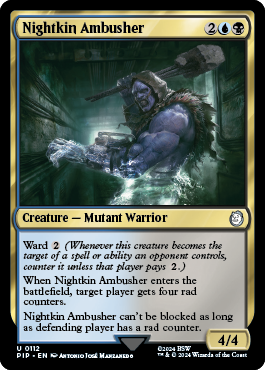 Nightkin Ambusher 2
Creature — Mutant Warrior
Ward 2 (Whenever this creature becomes the
target of a spell or ability an opponent controls,
counter it unless that player pays 2.)
When Nightkin Ambusher enters the
battlefield, target player gets four rad
counters.
Nightkin Ambusher can't be blocked as long
as defending player has a rad counter.
4/4
U 0112
PIP • EN Antonio José Manzanedo
©2024 BSW
™ & © 2024 Wizards of the Coast